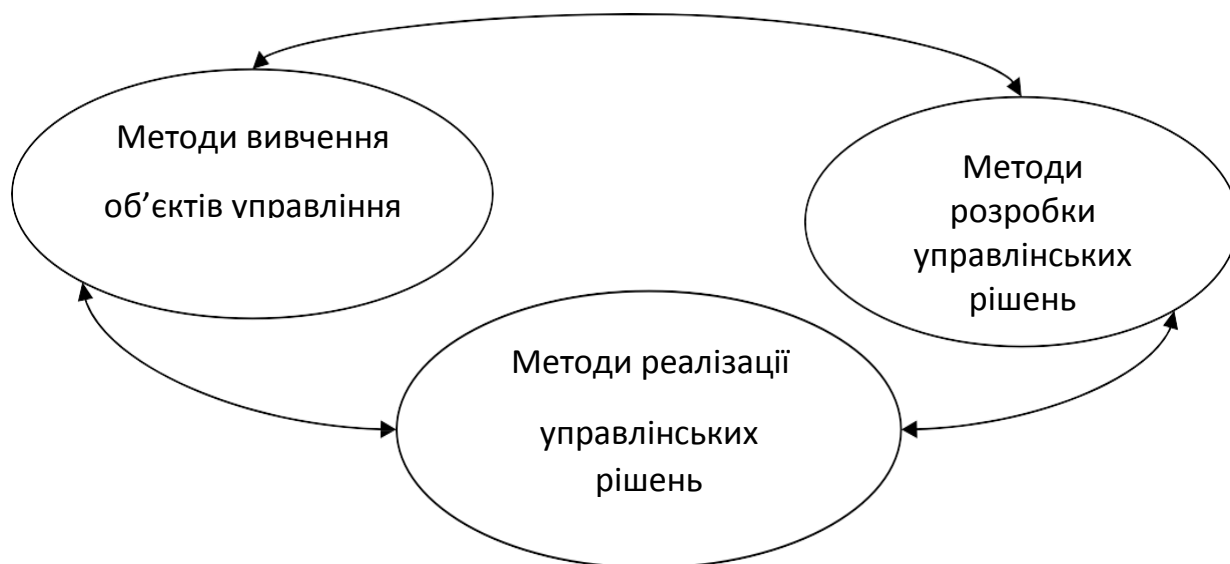 Методи вивчення
об’єктів управління
Методи
розробки
управлінських
рішень
Методи реалізації
управлінських
рішень